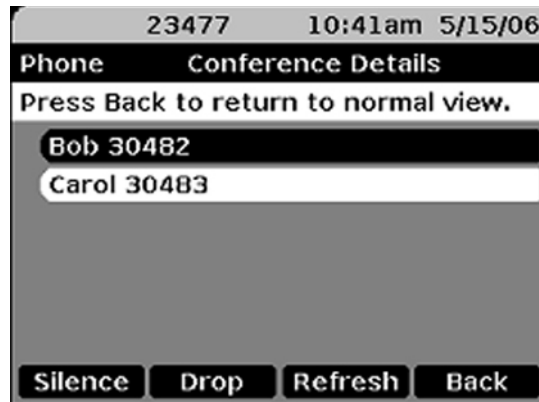 23477 10:41am 5/15/06
Phone Conference Details
Press Back to return to normal view.
Bob 30482
Carol 30483
Silence Drop Refresh Back